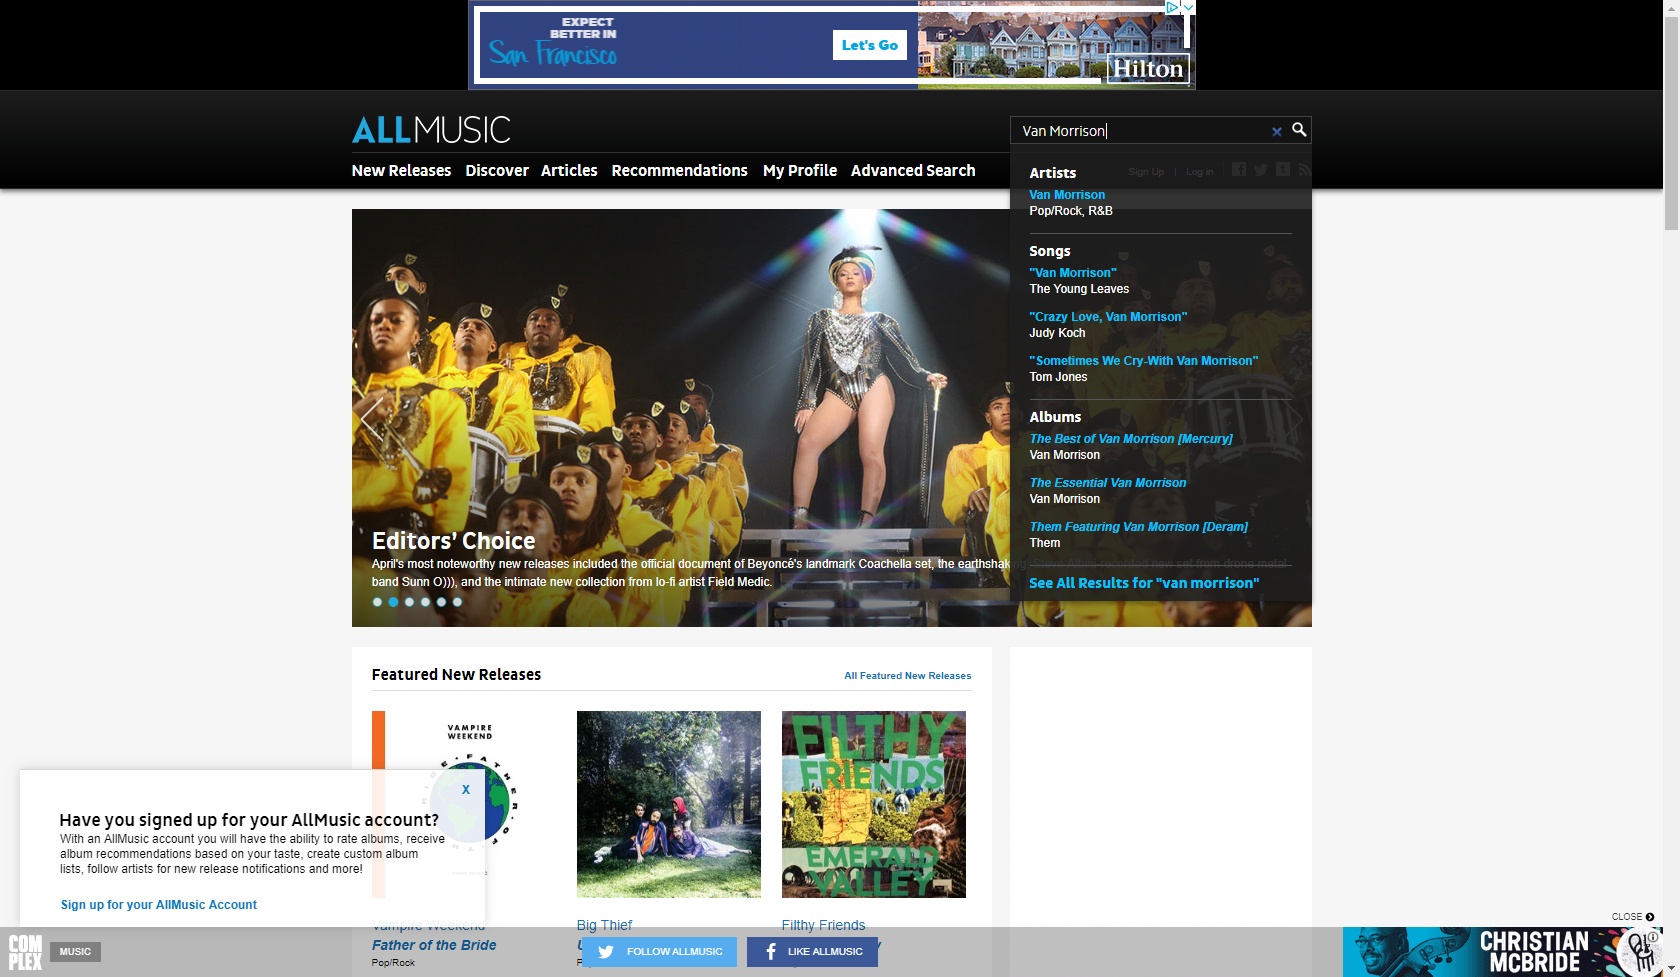 EXPECT
BETTER IN
San Francisco
Let's Go
Hilton
ALLMUSIC
Van Morrison
New Releases Discover Articles Recommendations My Profile Advanced Search
Sign Up | Log in
Artists
Van Morrison
Pop/Rock, R&B
Songs
"Van Morrison"
The Young Leaves
"Crazy Love, Van Morrison"
Judy Koch
"Sometimes We Cry-With Van Morrison"
Tom Jones
Albums
The Best of Van Morrison [Mercury]
Van Morrison
The Essential Van Morrison
Van Morrison
Them Featuring Van Morrison [Deram]
Them
See All Results for "van morrison"
Editors' Choice
April's most noteworthy new releases included the official document of Beyoncé's landmark Coachella set, the new set from drone metal
band Sunn O))), and the intimate new collection from lo-fi artist Field Medic.
Featured New Releases
All Featured New Releases
VAMPIRE
WEEKEND
FILTHY
FRIENDS
EMERALD
VALLEY
Vampire Weekend
Father of the Bride
Pop/Rock
Big Thief
Filthy Friends
X
Have you signed up for your AllMusic account?
With an AllMusic account you will have the ability to rate albums, receive
album recommendations based on your taste, create custom album
lists, follow artists for new release notifications and more!
Sign up for your AllMusic Account
COMPLEX
MUSIC
FOLLOW ALLMUSIC
LIKE ALLMUSIC
CLOSE
CHRISTIAN
MCBRIDE